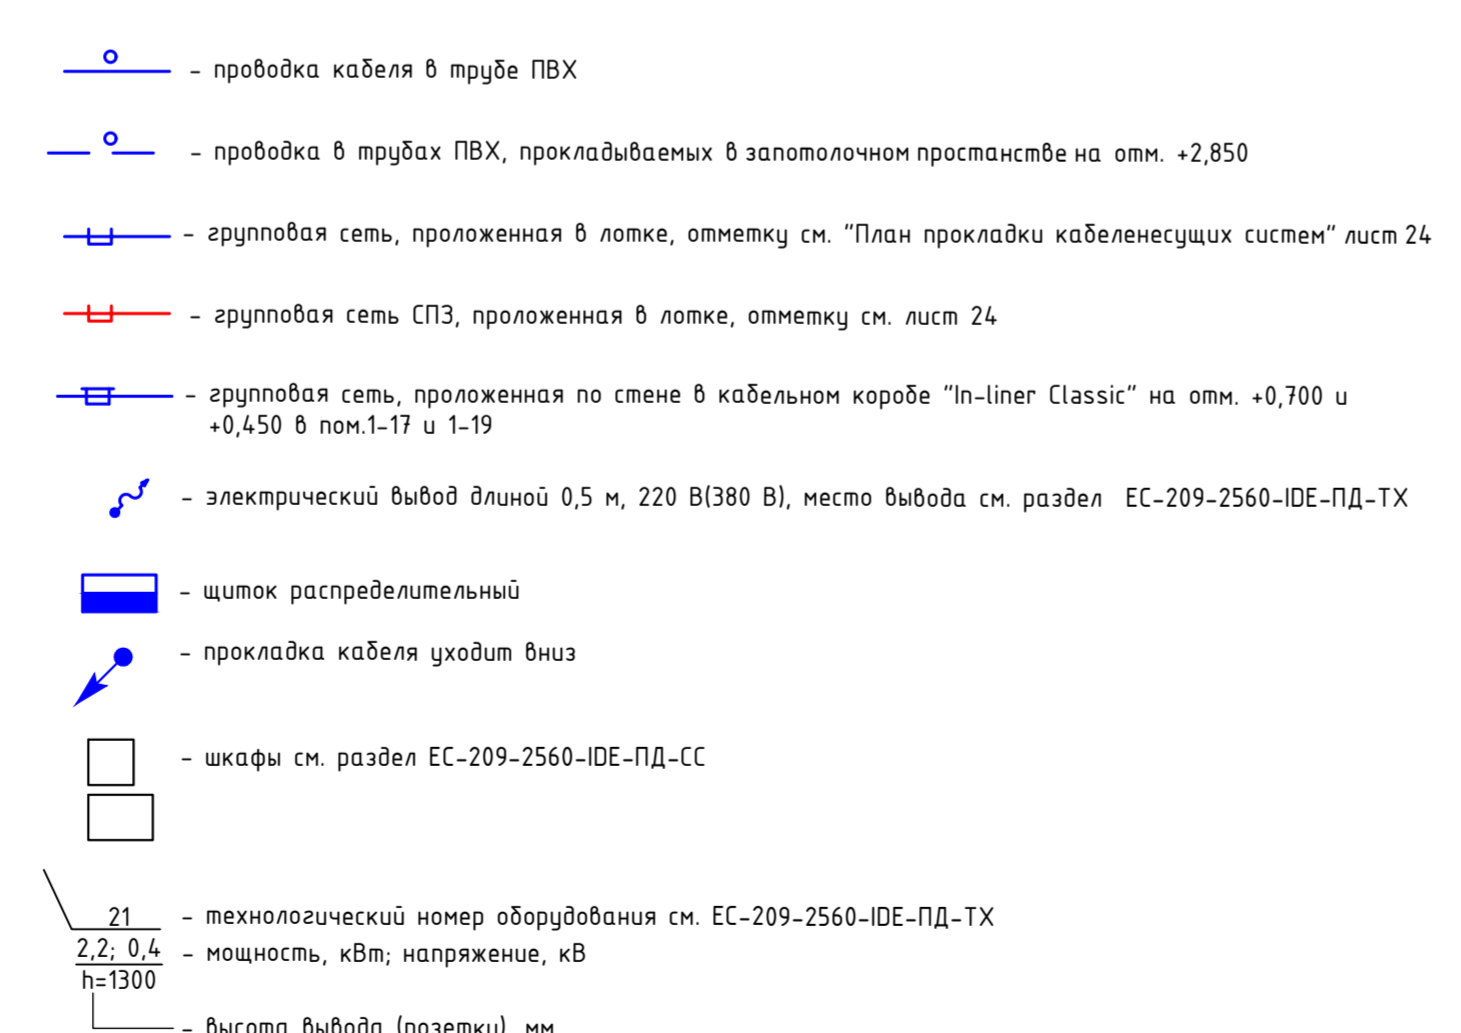 - проводка кабеля в трубе ПВХ
- проводка в трубах ПВХ, прокладываемых в запотолочном простанстве на отм. +2,850
- групповая сеть, проложенная в лотке, отметку см. "План прокладки кабеленесущих систем" лист 24
- групповая сеть СПЗ, проложенная в лотке, отметку см. лист 24
- групповая сеть, проложенная по стене в кабельном коробе "In-liner Classic" на отм. +0,700 и
+0,450 в пом.1-17 и 1-19
- электрический вывод длиной 0,5 м, 220 В(380 В), место вывода см. раздел ЕС-209-2560-IDE-ПД-ТХ
- щиток распределительный
- прокладка кабеля уходит вниз
- шкафы см. раздел ЕС-209-2560-IDE-ПД-СС
21 - технологический номер оборудования см. ЕС-209-2560-IDE-ПД-ТХ
2,2; 0,4 - мощность, кВт; напряжение, кВ
h=1300
- высота вывода (розетки), мм